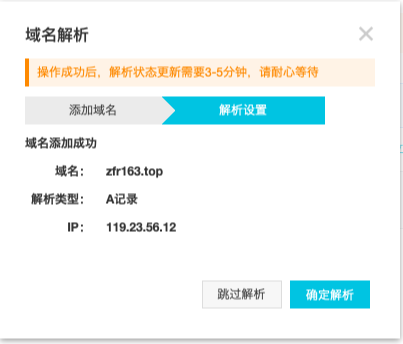 域名解析
操作成功后，解析状态更新需要3-5分钟，请耐心等待
添加域名
解析设置
域名添加成功
域名： zfr163.top
解析类型： A记录
IP： 119.23.56.12
跳过解析
确定解析